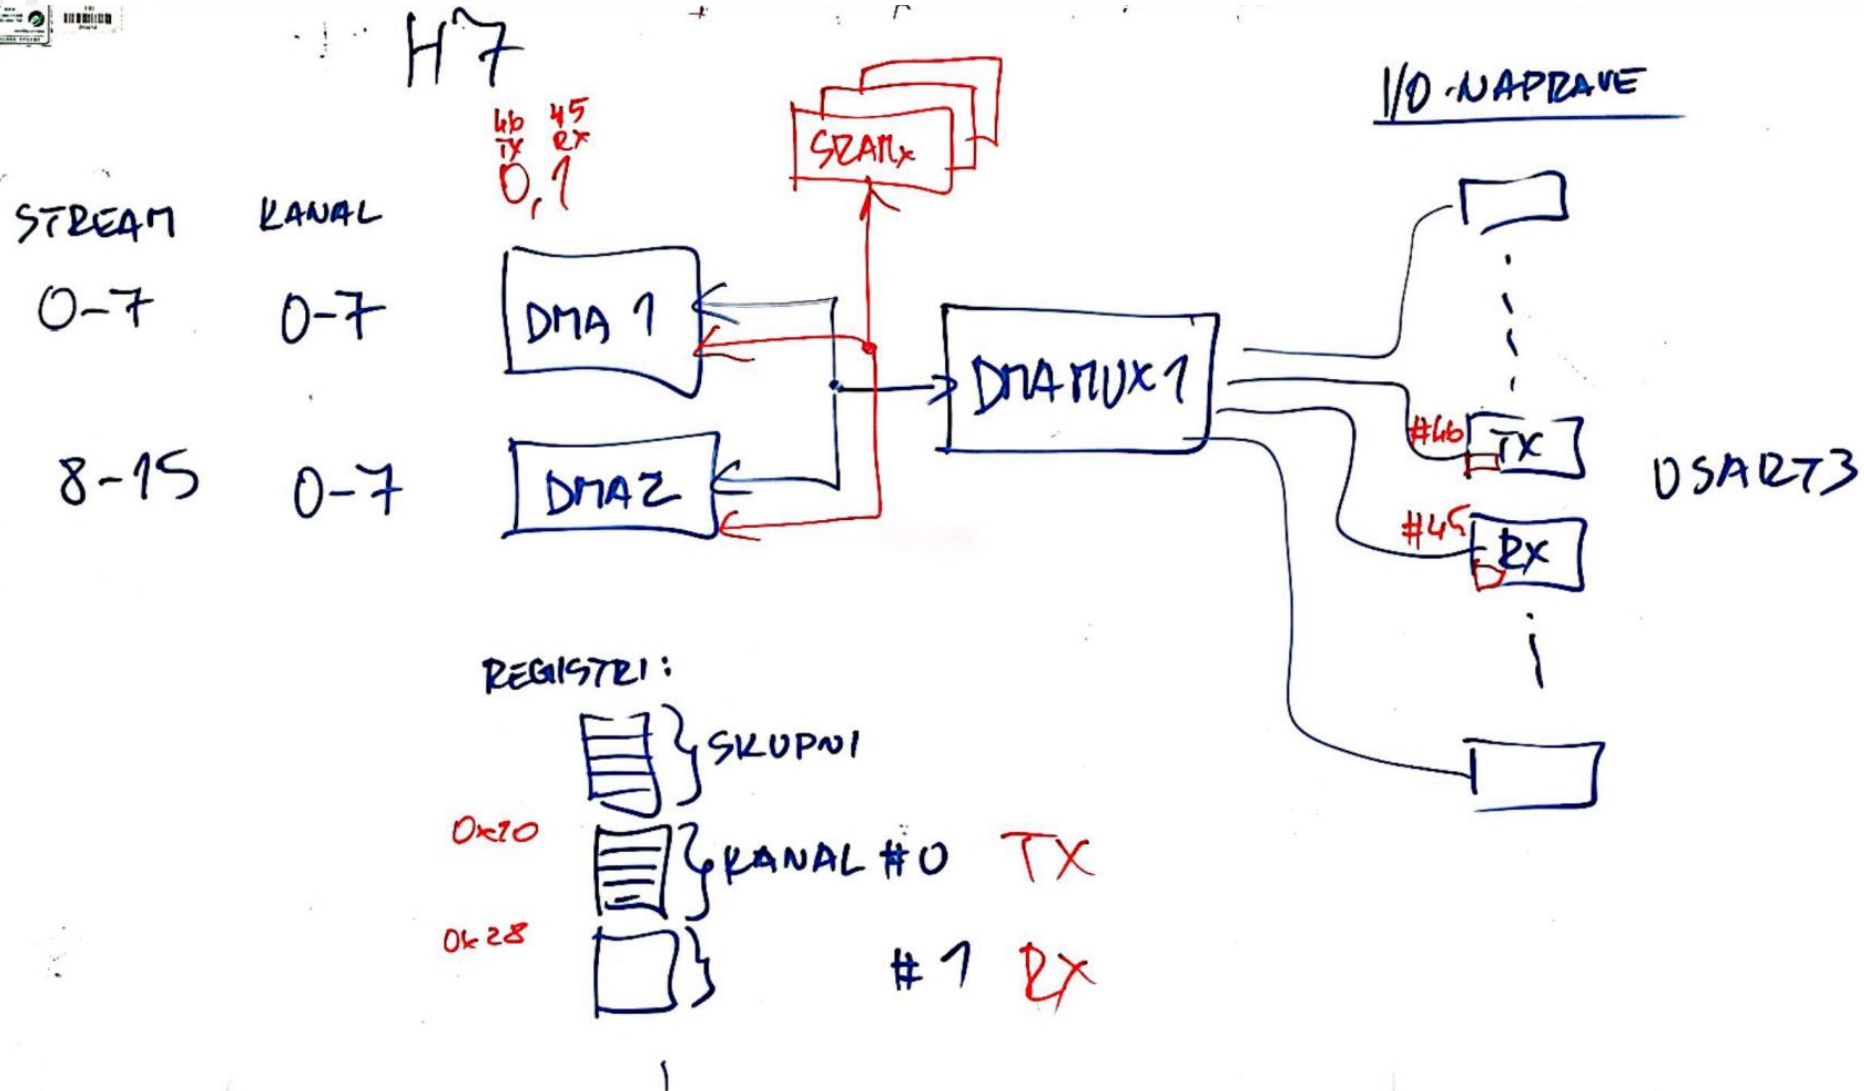 H7
I/O-NAPRAVE
46 45
TX RX
0,1
SRAMx
STREAM KANAL
0-7 0-7
DMA 1
DMAMUX1
8-15 0-7
DMA2
#46 TX
USART3
#45 RX
REGISTRI:
SKUPNI
0x10
KANAL #0 TX
0x28
#1 RX